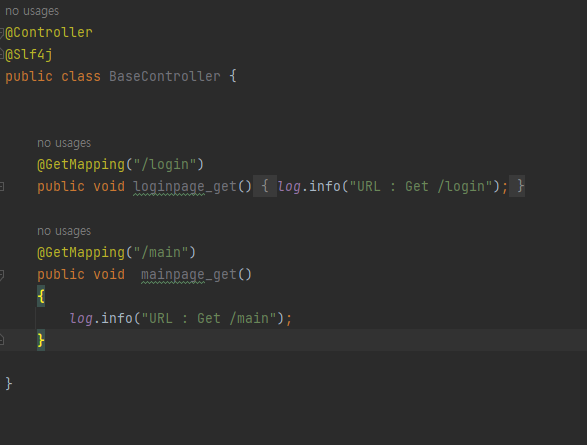 no usages
@Controller
@Slf4j
public class BaseController {
no usages
@GetMapping("/login")
public void loginpage_get() { log.info("URL : Get /login"); }
no usages
@GetMapping("/main")
public void  mainpage_get()
{
log.info("URL : Get /main");
}
}